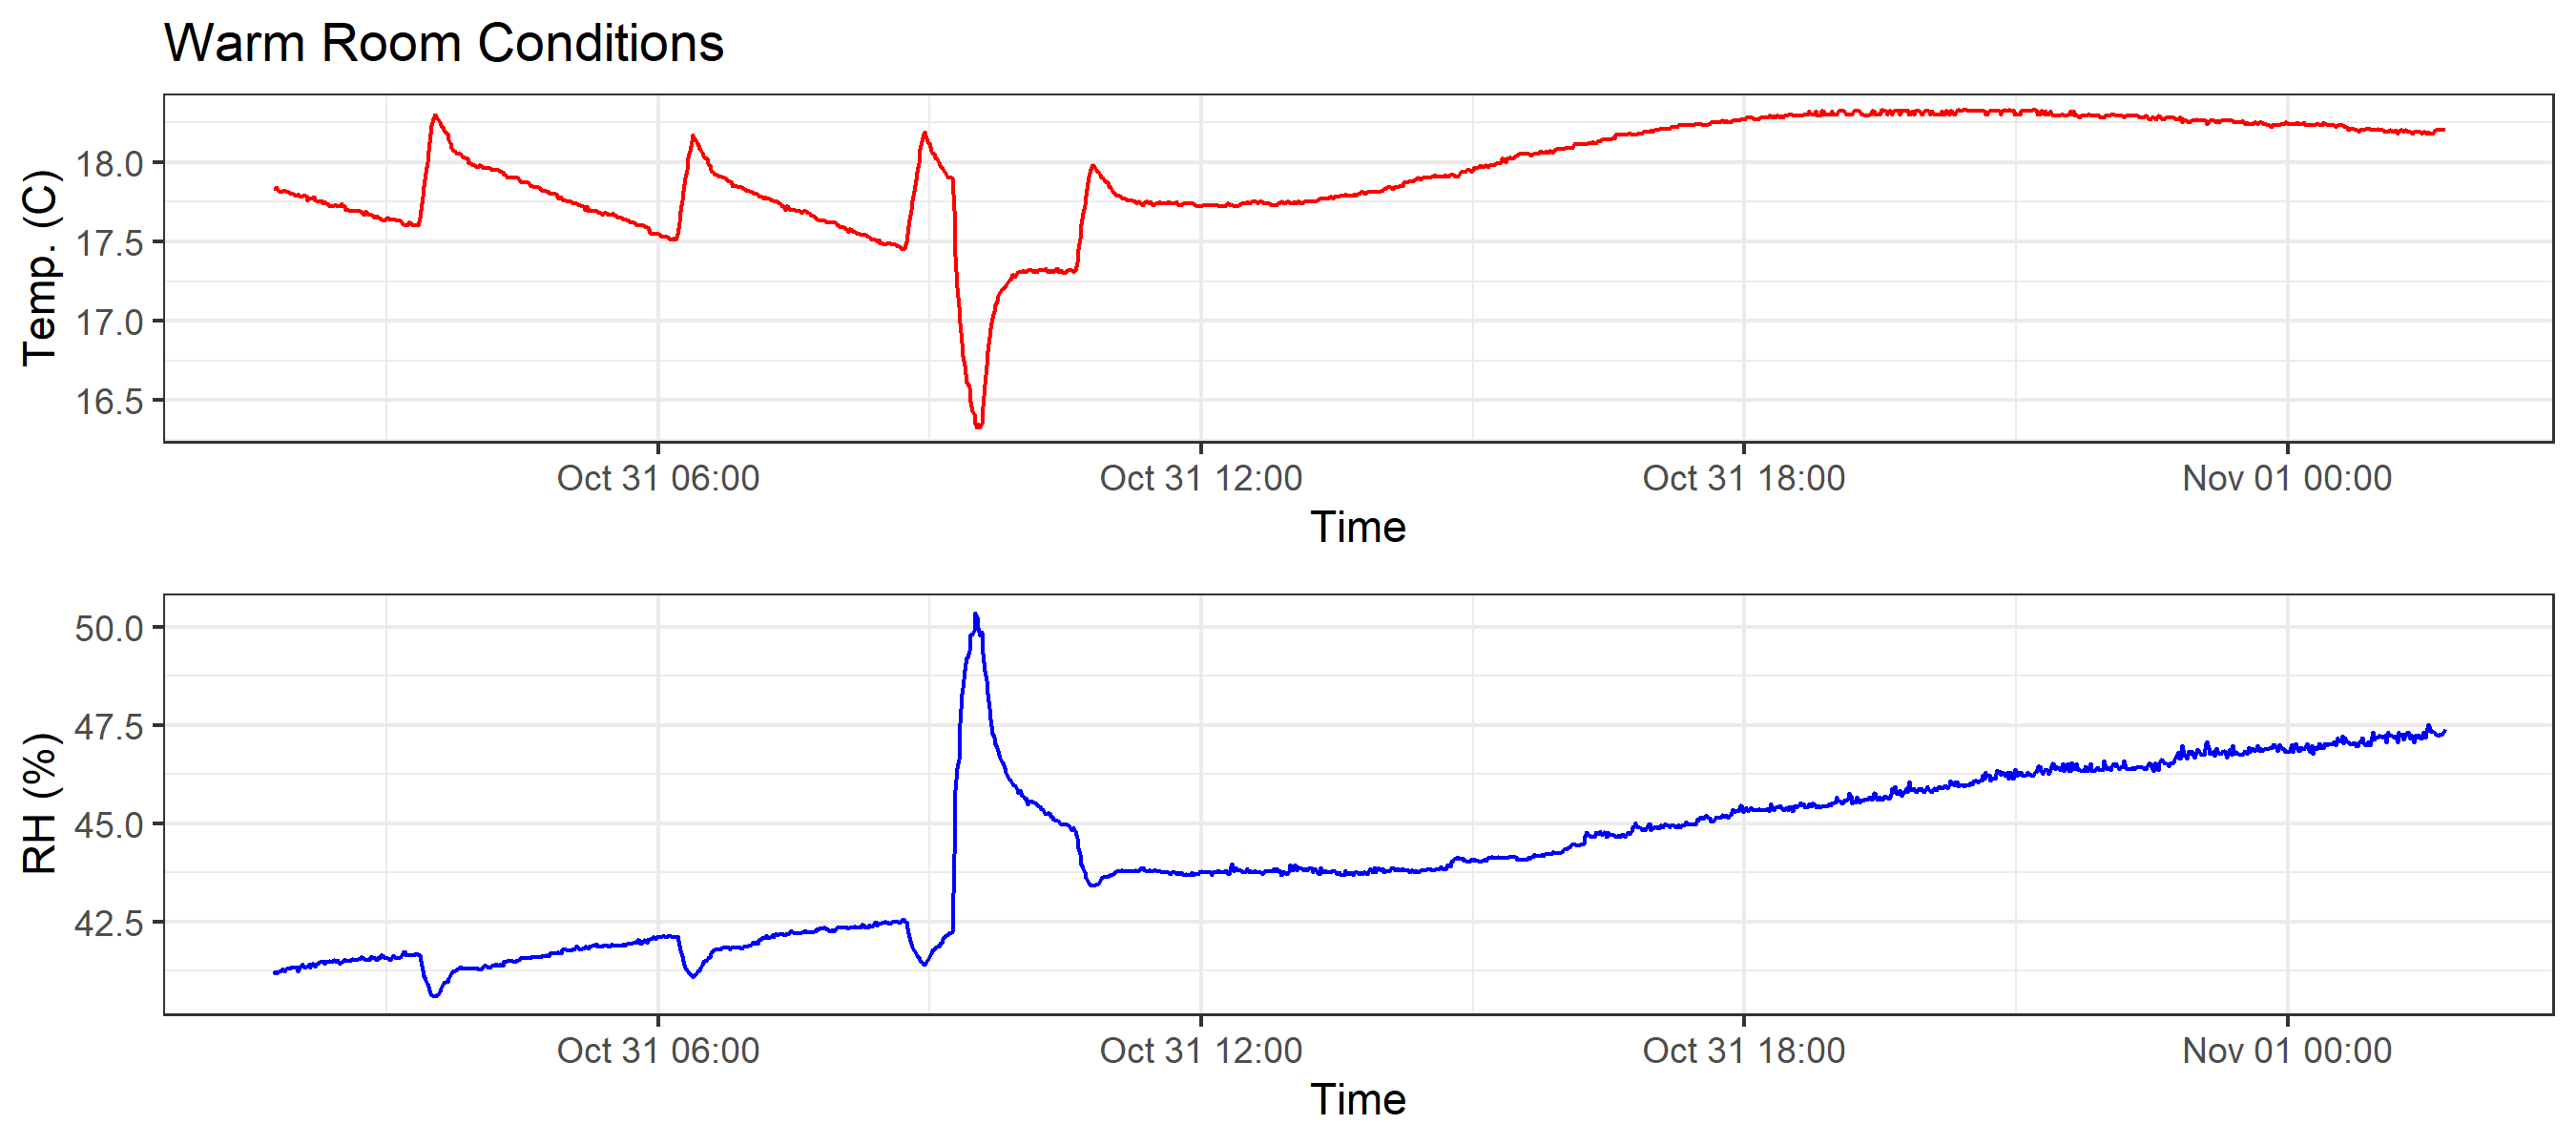 Warm Room Conditions
Temp. (C)
18.0
17.5
17.0
16.5
Oct 31 06:00 Oct 31 12:00 Oct 31 18:00 Nov 01 00:00
Time
RH (%)
50.0
47.5
45.0
42.5
Oct 31 06:00 Oct 31 12:00 Oct 31 18:00 Nov 01 00:00
Time